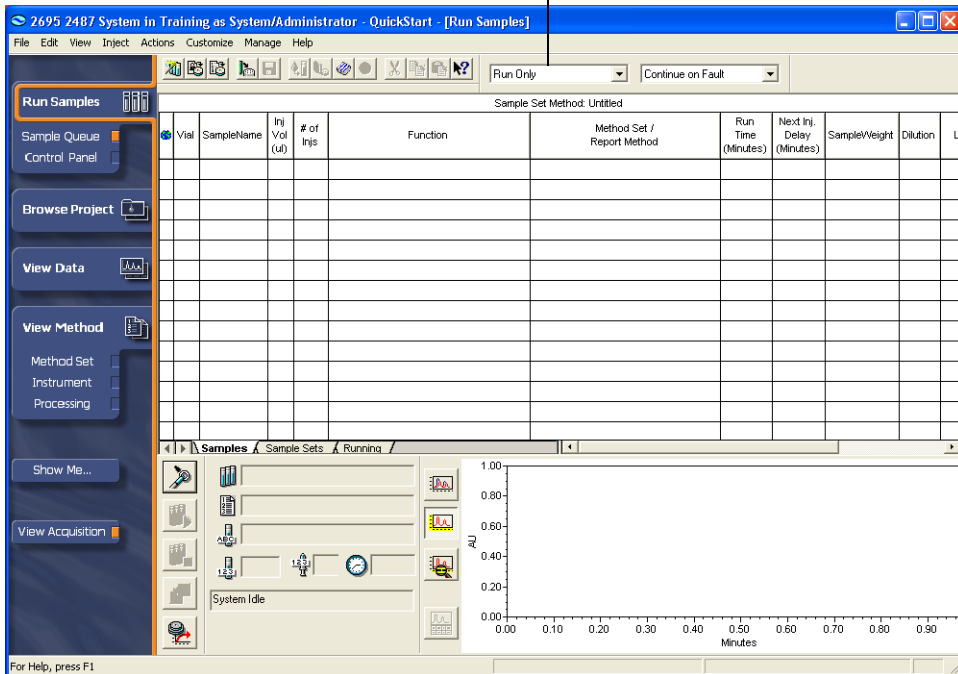 2695 2487 System in Training as System/Administrator - QuickStart - [Run Samples]
File Edit View Inject Actions Customize Manage Help
Run Only
Continue on Fault
Run Samples
Sample Queue
Control Panel
Browse Project
View Data
View Method
Method Set
Instrument
Processing
Show Me...
View Acquisition
Sample Set Method: Untitled
Vial
SampleName
Inj
Vol
(ul)
# of
Injs
Function
Method Set /
Report Method
Run
Time
(Minutes)
Next Inj.
Delay
(Minutes)
SampleWeight
Dilution
L
Samples
Sample Sets
Running
ABC
123
123
System Idle
1.00
0.80
0.60
0.40
0.20
0.00
AU
0.00 0.10 0.20 0.30 0.40 0.50 0.60 0.70 0.80 0.90
Minutes
For Help, press F1